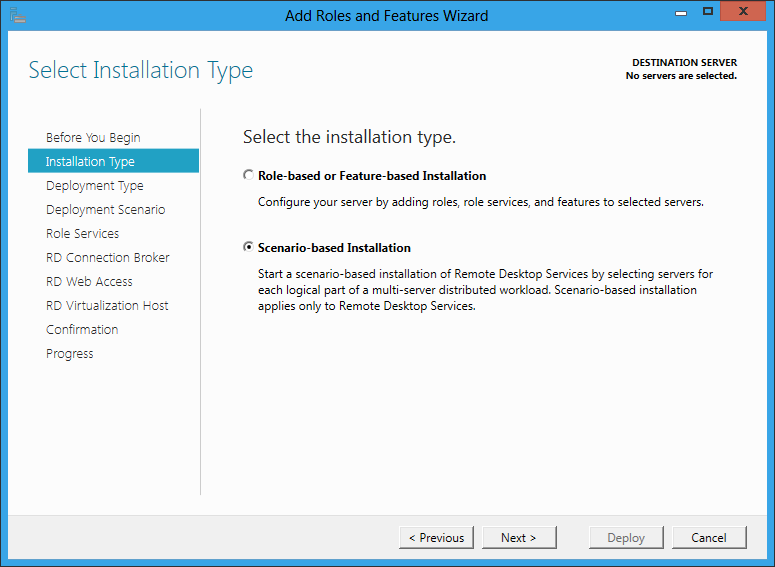 Add Roles and Features Wizard
Select Installation Type
DESTINATION SERVER
No servers are selected.
Before You Begin
Installation Type
Deployment Type
Deployment Scenario
Role Services
RD Connection Broker
RD Web Access
RD Virtualization Host
Confirmation
Progress
Select the installation type.
Role-based or Feature-based Installation
Configure your server by adding roles, role services, and features to selected servers.
Scenario-based Installation
Start a scenario-based installation of Remote Desktop Services by selecting servers for
each logical part of a multi-server distributed workload. Scenario-based installation
applies only to Remote Desktop Services.
< Previous
Next >
Deploy
Cancel